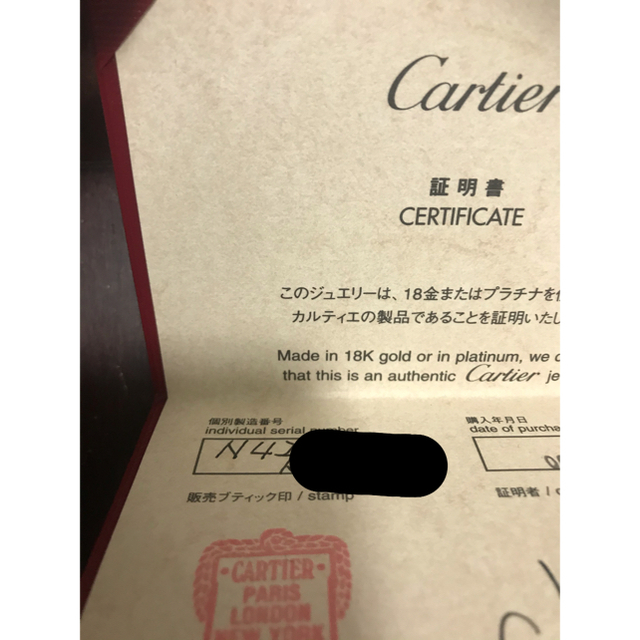 Cartier
証明書
CERTIFICATE
このジュエリーは、18金またはプラチナを
カルティエの製品であることを証明いたし
Made in 18K gold or in platinum, we
that this is an authentic Cartier je
個別製造番号
individual serial number
購入年月日
date of purcha
N4
0
販売ブティック印 / stamp
証明者 /
CARTIER
PARIS
LONDON
NEW YORK